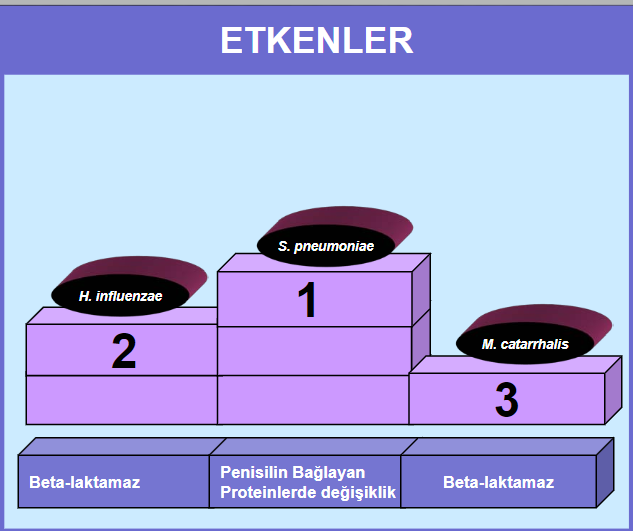 ETKENLER
S. pneumoniae
1
H. influenzae
2
M. catarrhalis
3
Beta-laktamaz
Penisilin Bağlayan
Proteinlerde değişiklik
Beta-laktamaz